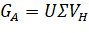 G_A = UΣV_H